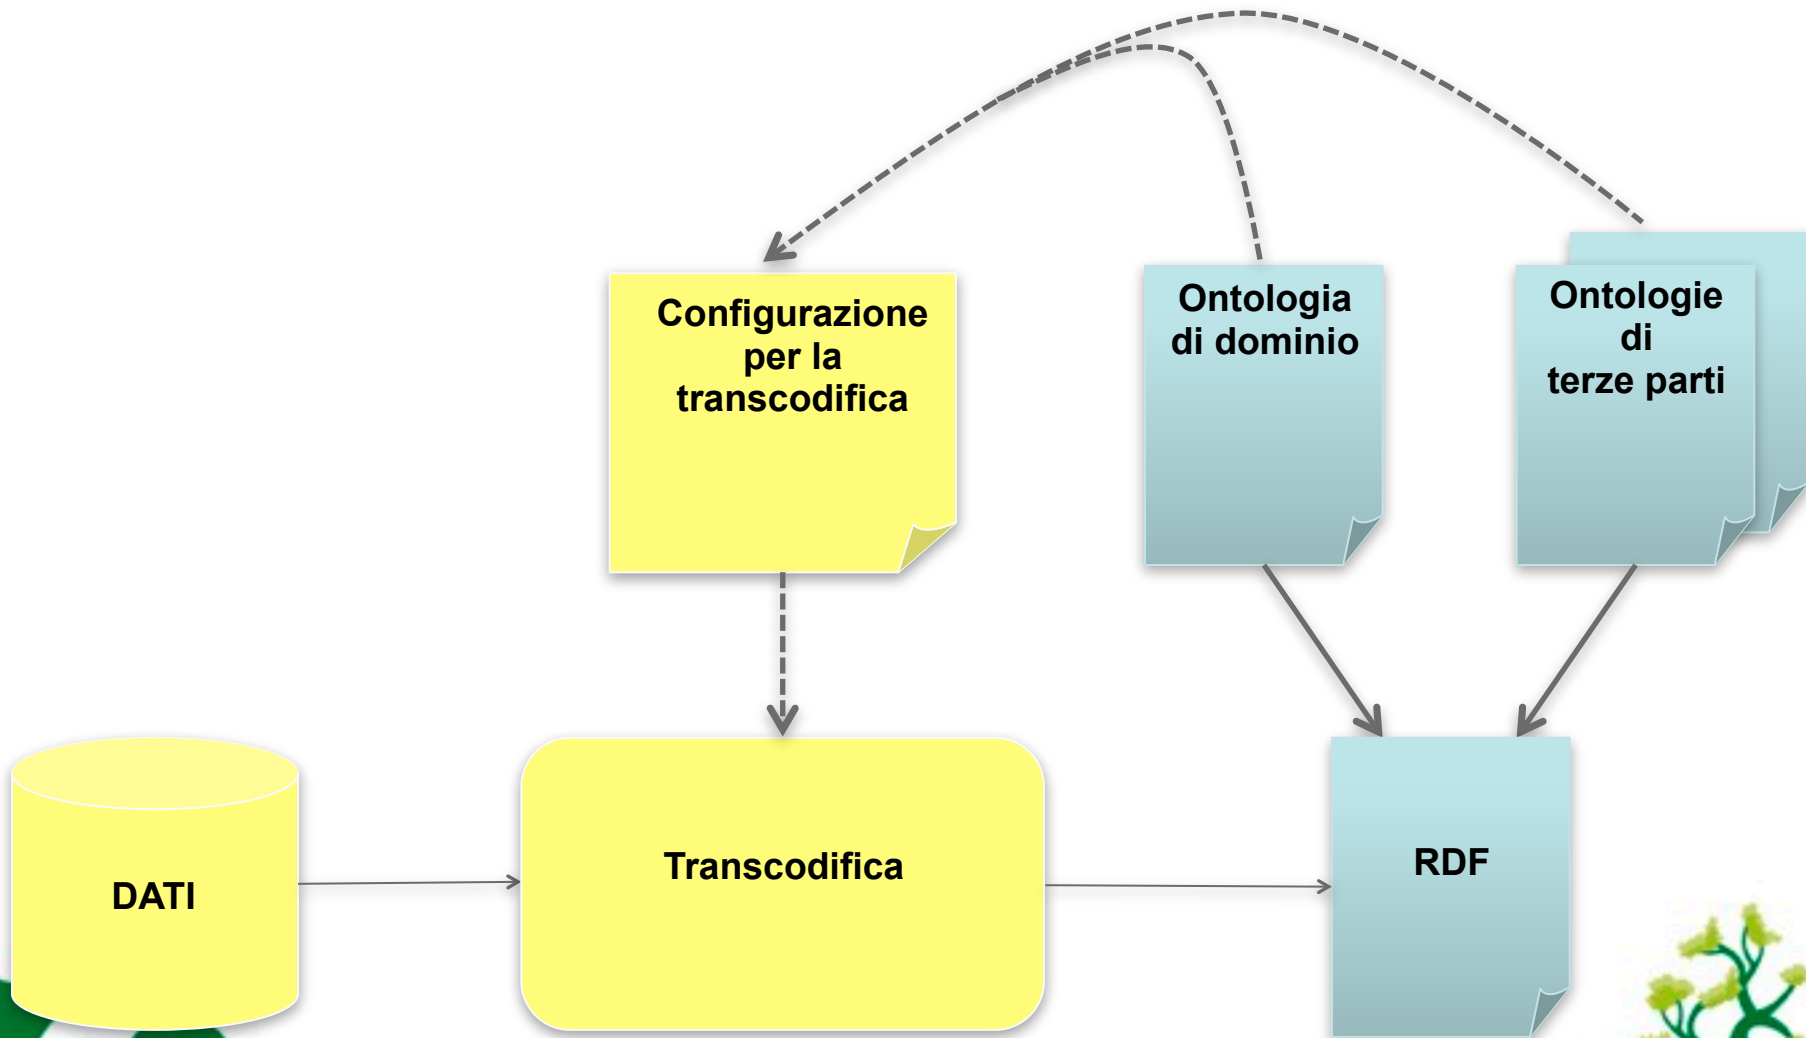 Configurazione
per la
transcodifica
Ontologia
di dominio
Ontologie
di
terze parti
DATI
Transcodifica
RDF